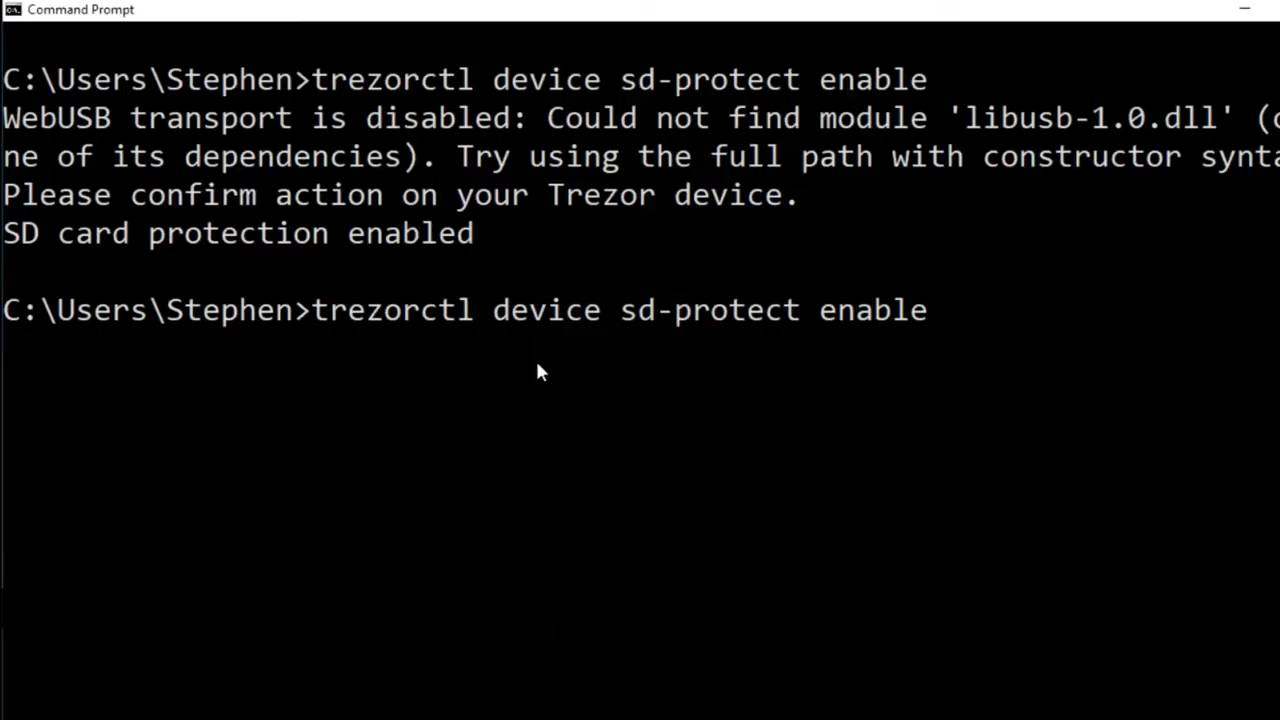 Command Prompt
C:\Users\Stephen>trezorctl device sd-protect enable
WebUSB transport is disabled: Could not find module 'libusb-1.0.dll' (
ne of its dependencies). Try using the full path with constructor synta
Please confirm action on your Trezor device.
SD card protection enabled
C:\Users\Stephen>trezorctl device sd-protect enable